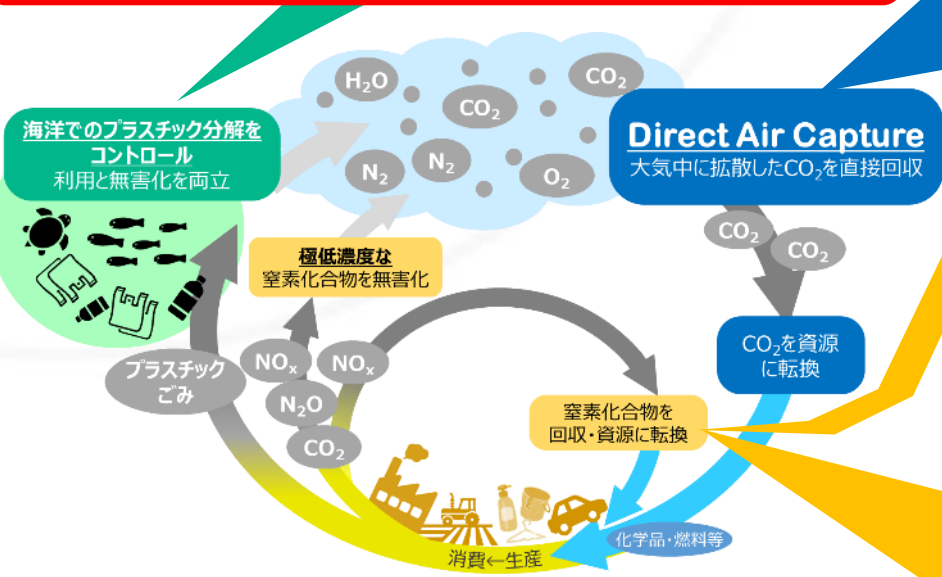 H₂O
CO₂
CO₂
N₂
N₂
O₂
海洋でのプラスチック分解を
コントロール
利用と無害化を両立
Direct Air Capture
大気中に拡散したCO₂を直接回収
CO₂
CO₂
極低濃度な
窒素化合物を無害化
CO₂を資源
に転換
プラスチック
ごみ
NOₓ
NOₓ
N₂O
CO₂
窒素化合物を
回収・資源に転換
化学品・燃料等
消費←生産